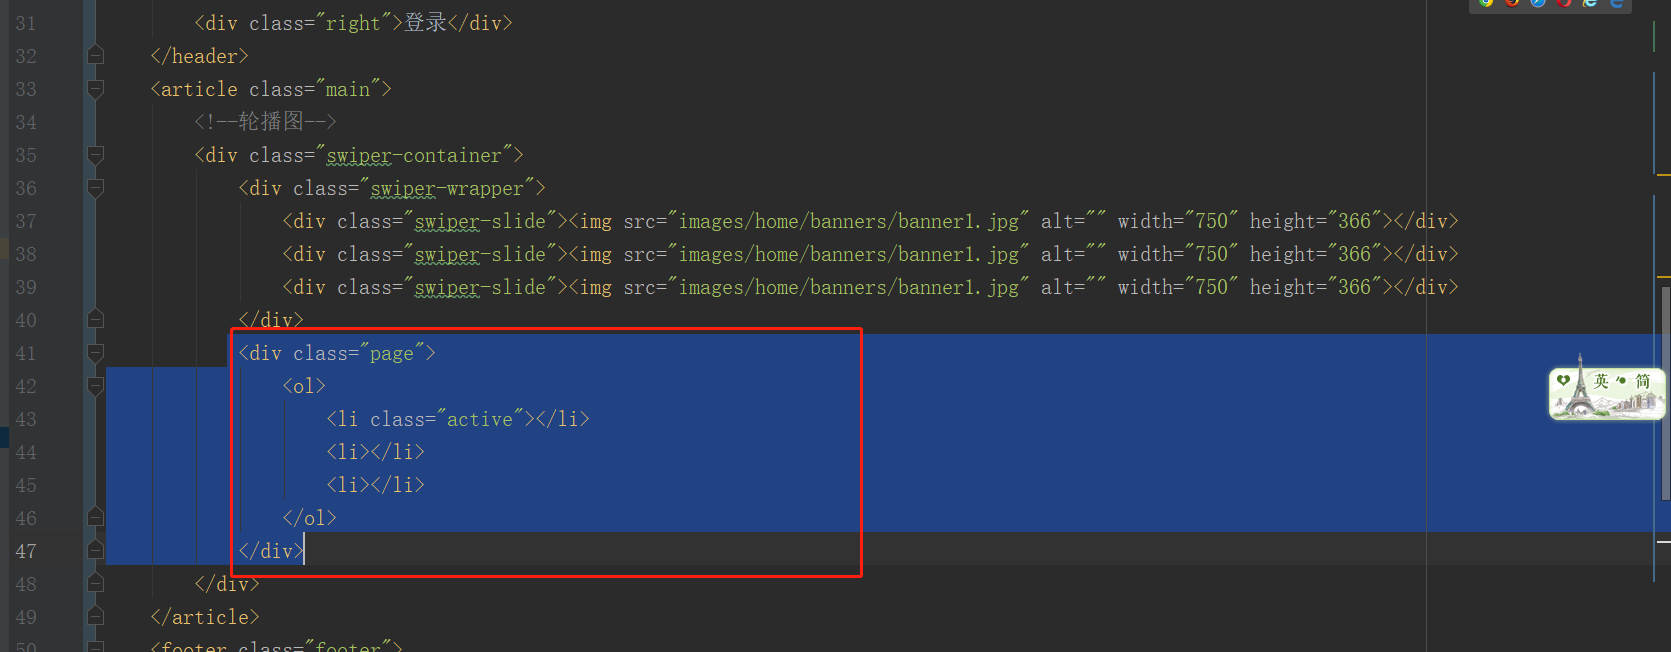 31 <div class="right">登录</div>
32 </header>
33 <article class="main">
34 <!--轮播图-->
35 <div class="swiper-container">
36 <div class="swiper-wrapper">
37 <div class="swiper-slide"><img src="images/home/banners/banner1.jpg" alt="" width="750" height="366"></div>
38 <div class="swiper-slide"><img src="images/home/banners/banner1.jpg" alt="" width="750" height="366"></div>
39 <div class="swiper-slide"><img src="images/home/banners/banner1.jpg" alt="" width="750" height="366"></div>
40 </div>
41 <div class="page">
42 <ol>
43 <li class="active"></li>
44 <li></li>
45 <li></li>
46 </ol>
47 </div>
48 </div>
49 </article>
50 <footer class="footer">
英 简